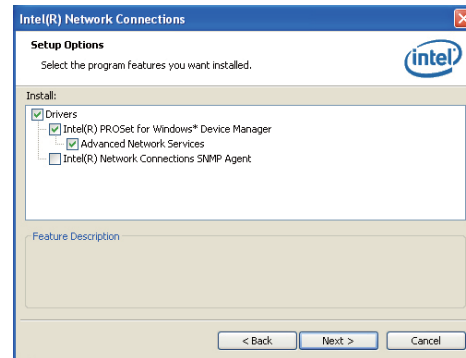 Intel(R) Network Connections
Setup Options
Select the program features you want installed.
intel
Install:
Drivers
Intel(R) PROSet for Windows* Device Manager
Advanced Network Services
Intel(R) Network Connections SNMP Agent
Feature Description
< Back
Next >
Cancel